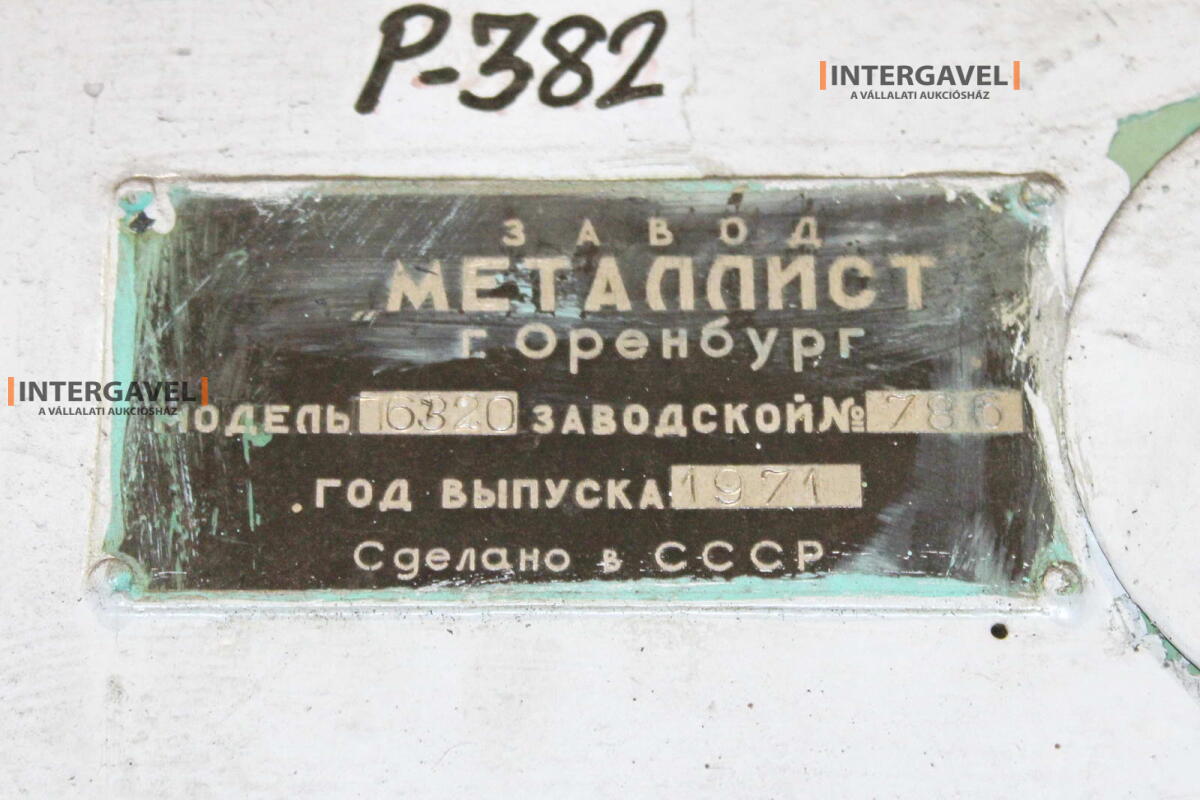 P-382
INTERGAVEL
A VÁLLALATI AUKCIÓSHÁZ
ЗАВОД
„МЕТАЛЛИСТ
г. Оренбург
INTERGAVEL
A VÁLLALATI AUKCIÓSHÁZ
МОДЕЛЬ 6320 ЗАВОДСКОЙ № 786
ГОД ВЫПУСКА 1971
Сделано в СССР